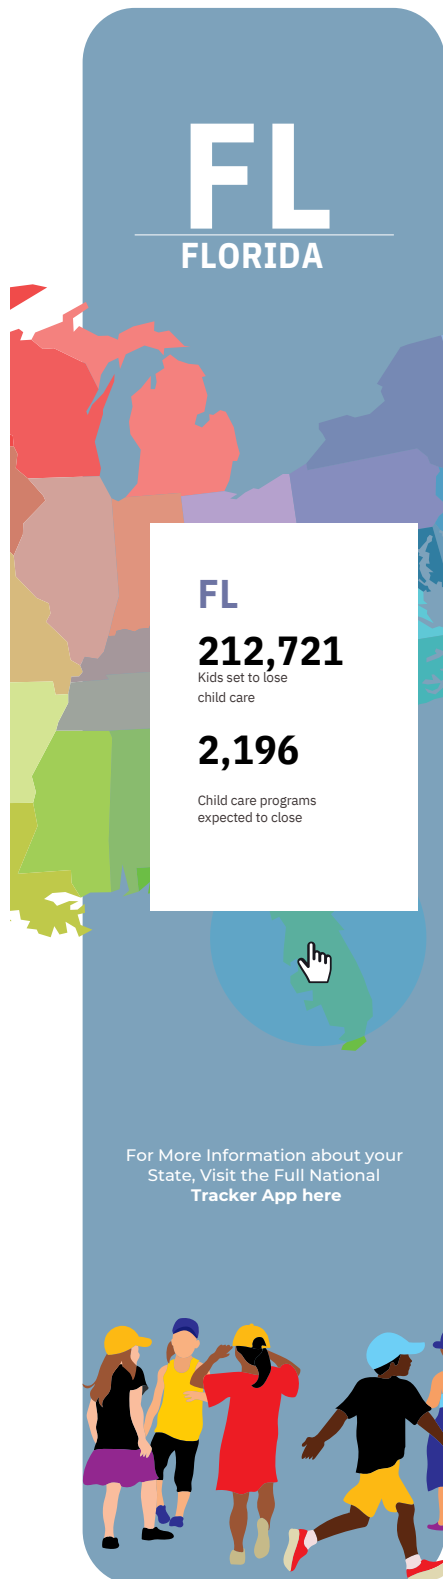 FL
FLORIDA
FL
212,721
Kids set to lose
child care
2,196
Child care programs
expected to close
For More Information about your
State, Visit the Full National
Tracker App here